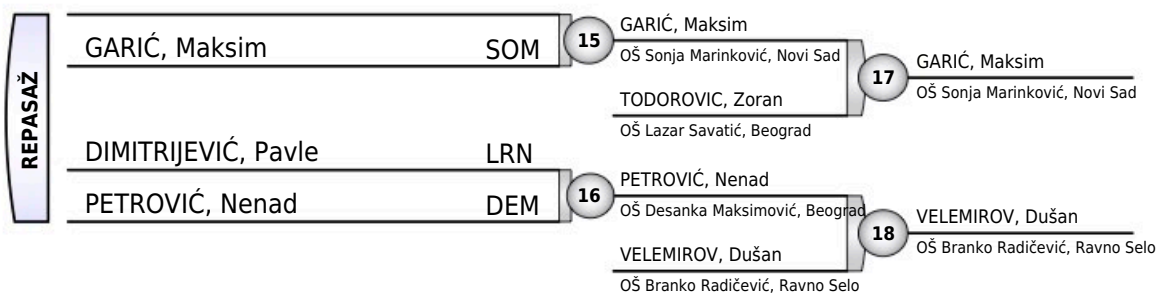 REPASAŽ
GARIĆ, Maksim SOM
DIMITRIJEVIĆ, Pavle LRN
PETROVIĆ, Nenad DEM
15
16
GARIĆ, Maksim
OŠ Sonja Marinković, Novi Sad
TODOROVIC, Zoran
OŠ Lazar Savatić, Beograd
PETROVIĆ, Nenad
OŠ Desanka Maksimović, Beograd
VELEMIROV, Dušan
OŠ Branko Radičević, Ravno Selo
17
18
GARIĆ, Maksim
OŠ Sonja Marinković, Novi Sad
VELEMIROV, Dušan
OŠ Branko Radičević, Ravno Selo